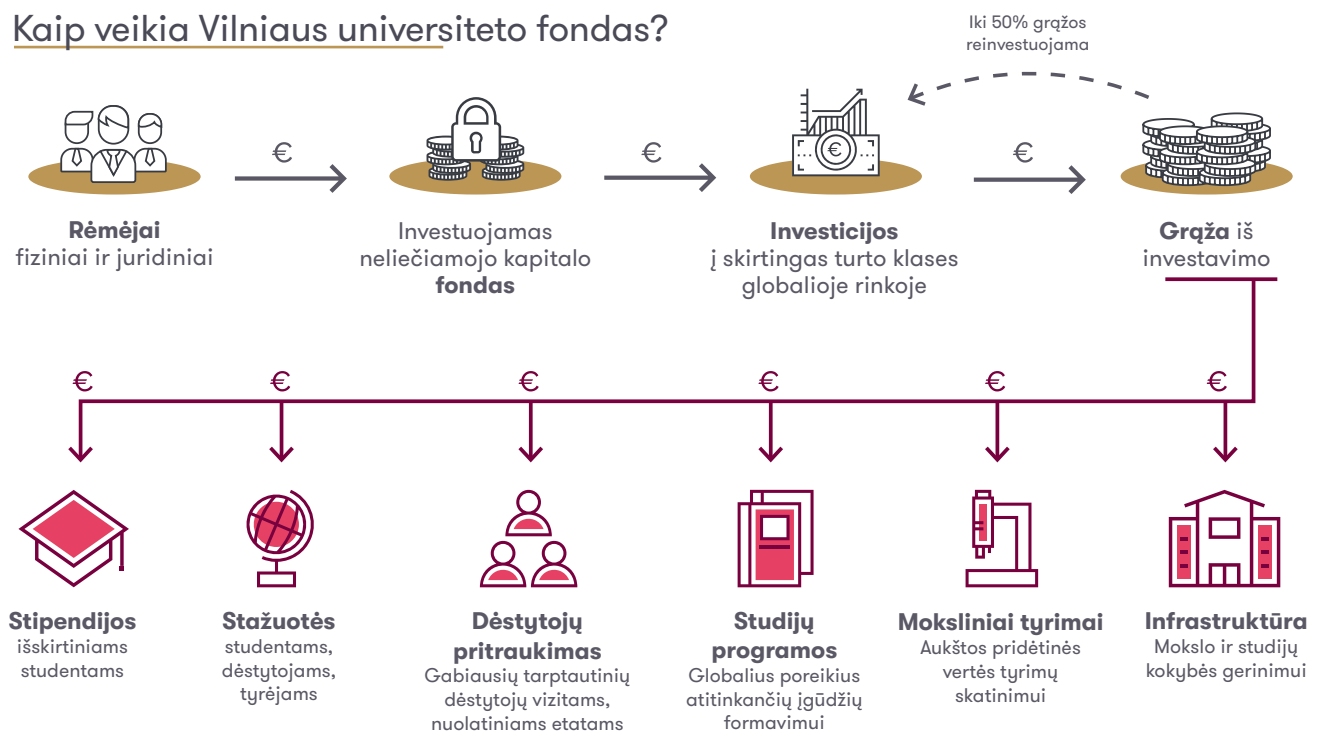 Kaip veikia Vilniaus universiteto fondas?
Iki 50% grąžos
reinvestuojama
€
€
€
Rėmėjai
fiziniai ir juridiniai
Investuojamas
neliečiamojo kapitalo
fondas
€
Investicijos
į skirtingas turto klases
globalioje rinkoje
Grąža iš
investavimo
€
€
€
€
€
€
Stipendijos
išskirtiniams
studentams
Stažuotės
studentams,
dėstytojams,
tyrėjams
Dėstytojų
pritraukimas
Gabiausių tarptautinių
dėstytojų vizitams,
nuolatiniams etatams
Studijų
programos
Globalius poreikius
atitinkančių įgūdžių
formavimui
Moksliniai tyrimai
Aukštos pridėtinės
vertės tyrimų
skatinimui
Infrastruktūra
Mokslo ir studijų
kokybės gerinimui